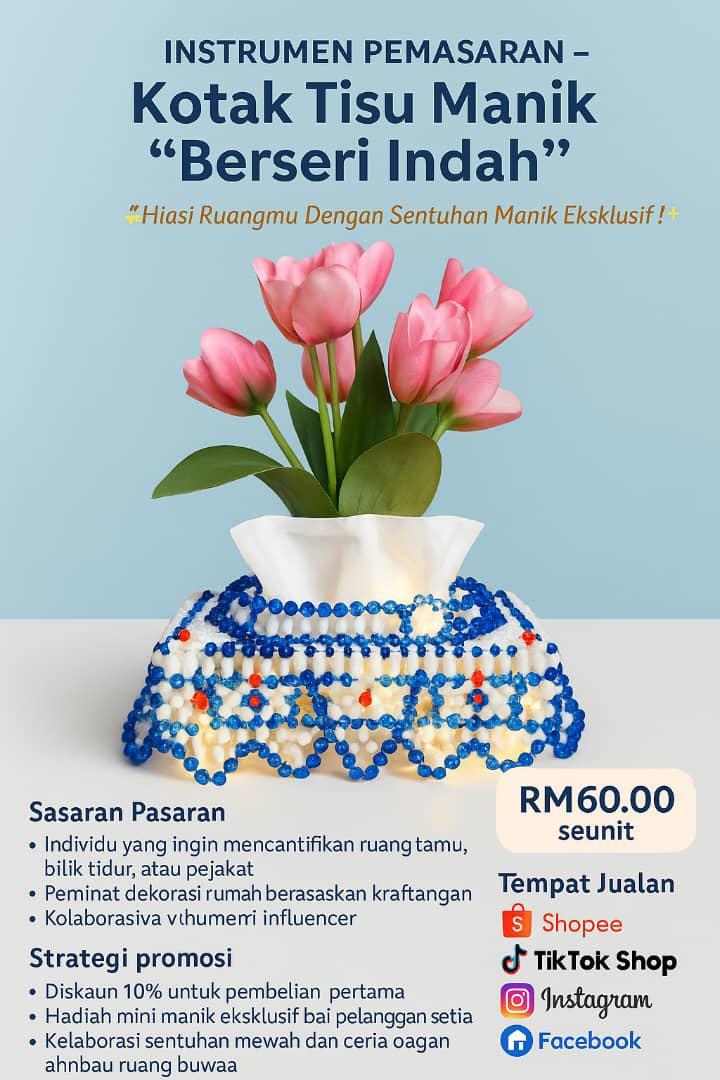 INSTRUMEN PEMASARAN –
Kotak Tisu Manik
“Berseri Indah”
"Hiasi Ruangmu Dengan Sentuhan Manik Eksklusif!
Sasaran Pasaran
• Individu yang ingin mencantifikan ruang tamu,
bilik tidur, atau pejakat
• Peminat dekorasi rumah berasaskan kraftangan
• Kolaborasiva vthumerri influencer
Strategi promosi
• Diskaun 10% untuk pembelian pertama
• Hadiah mini manik eksklusif bai pelanggan setia
• Kelaborasi sentuhan mewah dan ceria oagan
ahnbau ruang buwaa
RM60.00
seunit
Tempat Jualan
Shopee
TikTok Shop
Instagram
Facebook